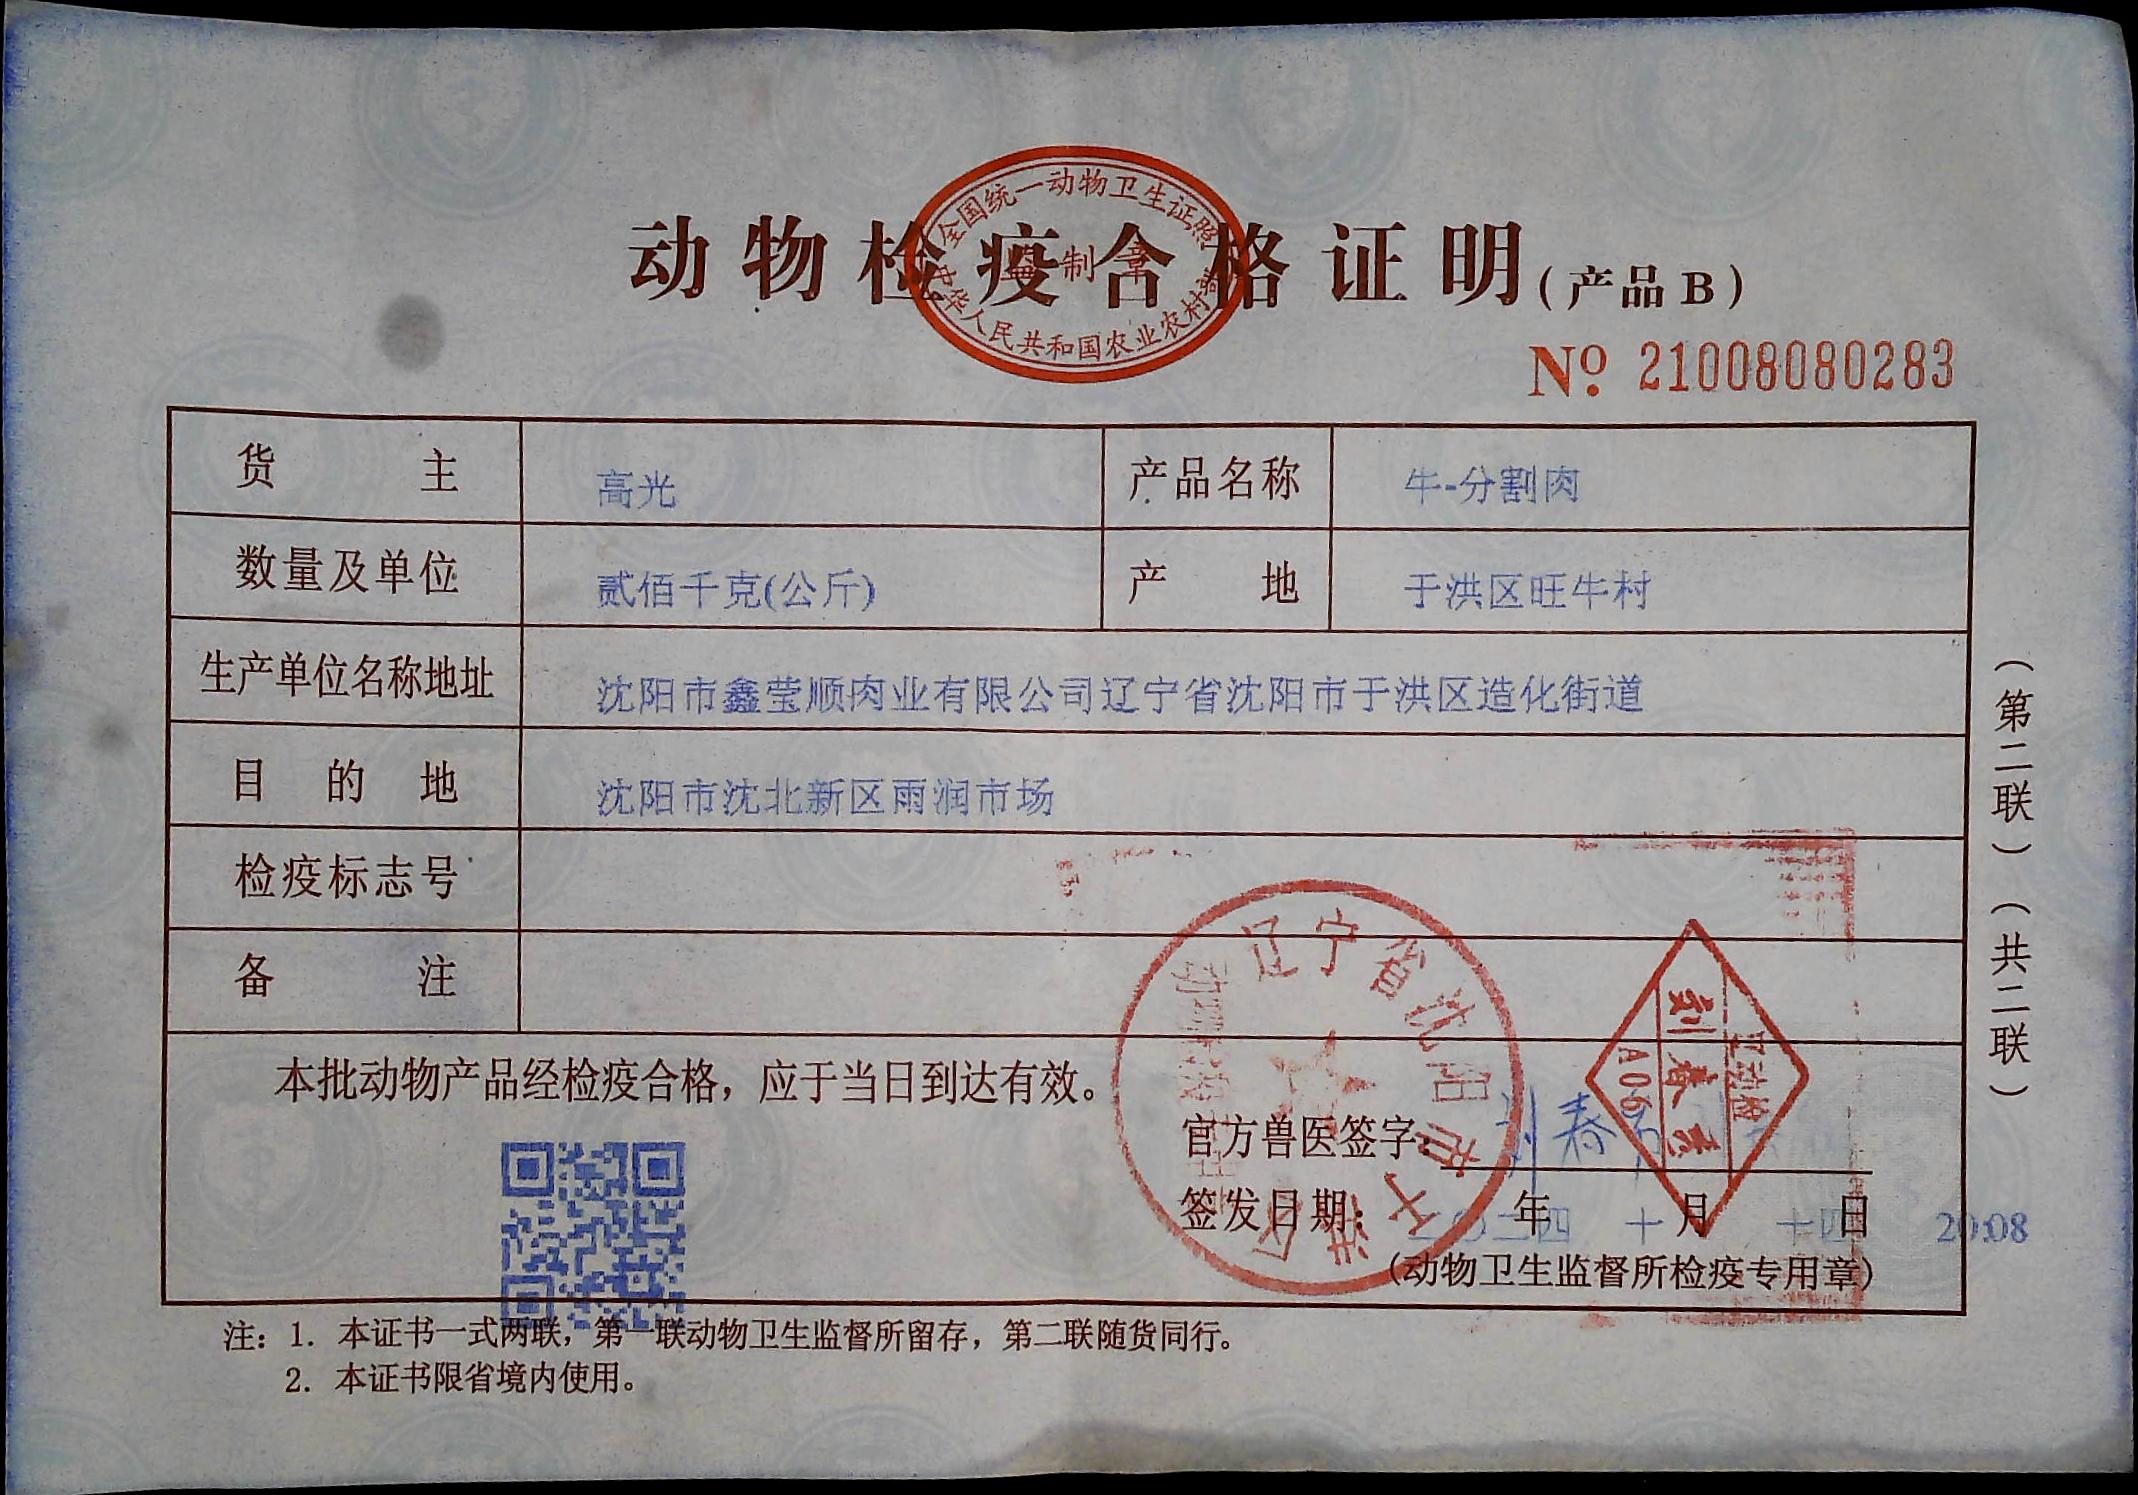 动物检疫合格证明(产品B)
全国统一动物卫生证照
监制章
中华人民共和国农业农村部
№ 21008080283
货主 高光 产品名称 牛-分割肉
数量及单位 贰佰千克(公斤) 产地 于洪区旺牛村
生产单位名称地址 沈阳市鑫莹顺肉业有限公司辽宁省沈阳市于洪区造化街道
目的地 沈阳市沈北新区雨润市场
检疫标志号
备注
本批动物产品经检疫合格，应于当日到达有效。
官方兽医签字：刘春
签发日期：二〇二四年十月十四日 20:08
(动物卫生监督所检疫专用章)
辽宁省沈阳市于洪区
动检
刘春
A06
注：1. 本证书一式两联，第一联动物卫生监督所留存，第二联随货同行。
2. 本证书限省境内使用。
（第二联）（共二联）